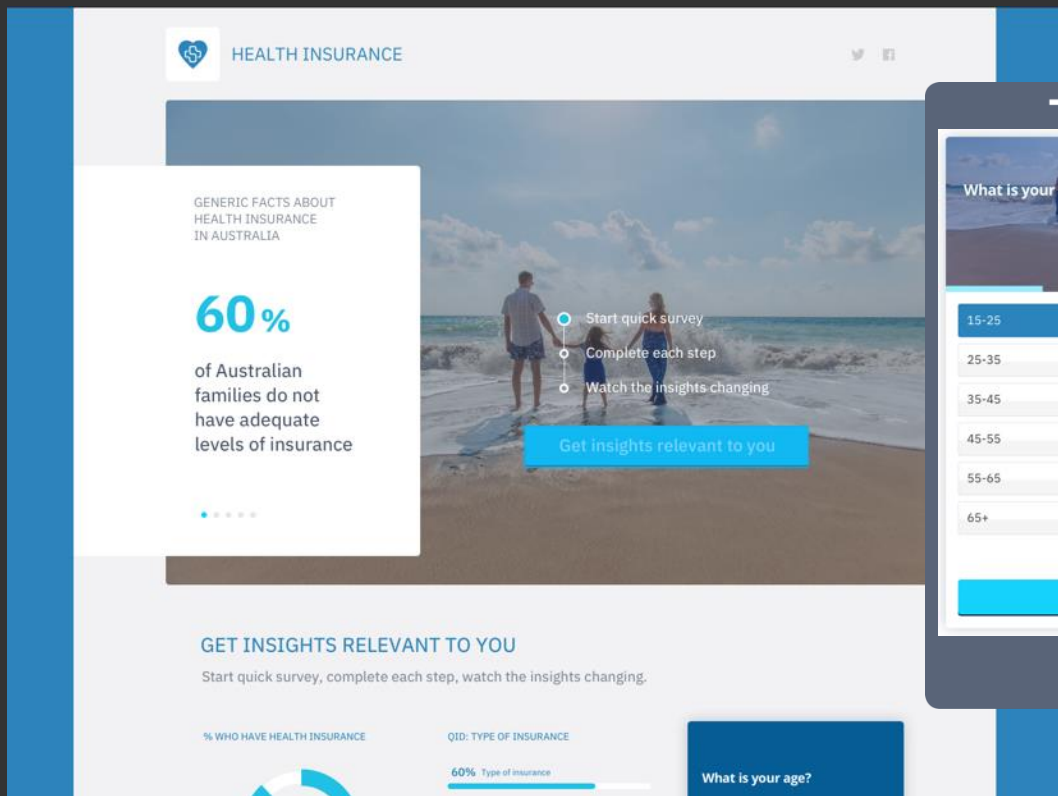 HEALTH INSURANCE
GENERIC FACTS ABOUT
HEALTH INSURANCE
IN AUSTRALIA
60%
of Australian
families do not
have adequate
levels of insurance
Start quick survey
Complete each step
Watch the insights changing
Get insights relevant to you
What is your
15-25
25-35
35-45
45-55
55-65
65+
GET INSIGHTS RELEVANT TO YOU
Start quick survey, complete each step, watch the insights changing.
% WHO HAVE HEALTH INSURANCE
QID: TYPE OF INSURANCE
60% Type of insurance
What is your age?